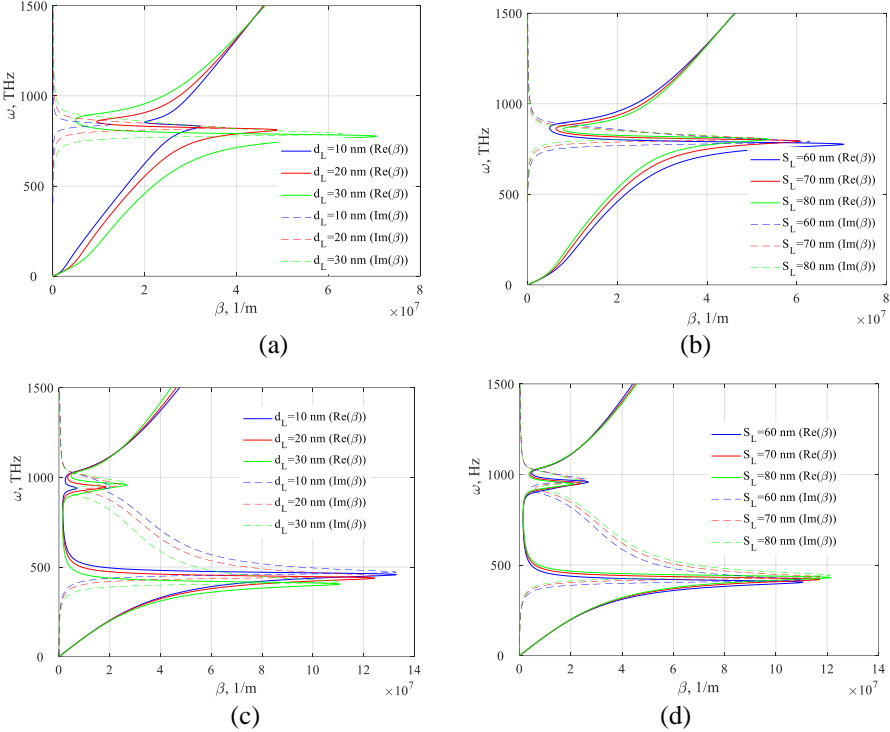 1500
1000
500
0
ω, THz
d_L=10 nm (Re(β))
d_L=20 nm (Re(β))
d_L=30 nm (Re(β))
d_L=10 nm (Im(β))
d_L=20 nm (Im(β))
d_L=30 nm (Im(β))
0 2 4 6 8
β, 1/m
×10^7
(a)
1500
1000
500
0
ω, THz
S_L=60 nm (Re(β))
S_L=70 nm (Re(β))
S_L=80 nm (Re(β))
S_L=60 nm (Im(β))
S_L=70 nm (Im(β))
S_L=80 nm (Im(β))
0 2 4 6 8
β, 1/m
×10^7
(b)
1500
1000
500
0
ω, THz
d_L=10 nm (Re(β))
d_L=20 nm (Re(β))
d_L=30 nm (Re(β))
d_L=10 nm (Im(β))
d_L=20 nm (Im(β))
d_L=30 nm (Im(β))
0 2 4 6 8 10 12 14
β, 1/m
×10^7
(c)
1500
1000
500
0
ω, Hz
S_L=60 nm (Re(β))
S_L=70 nm (Re(β))
S_L=80 nm (Re(β))
S_L=60 nm (Im(β))
S_L=70 nm (Im(β))
S_L=80 nm (Im(β))
0 2 4 6 8 10 12 14
β, 1/m
×10^7
(d)